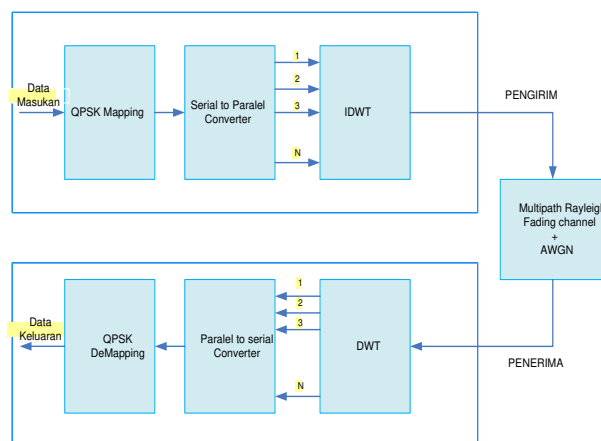 Data
Masukan
QPSK Mapping
Serial to Paralel
Converter
1
2
3
N
IDWT
PENGIRIM
Multipath Rayleigh
Fading channel
+
AWGN
PENERIMA
DWT
1
2
3
N
Paralel to serial
Converter
QPSK
DeMapping
Data
Keluaran